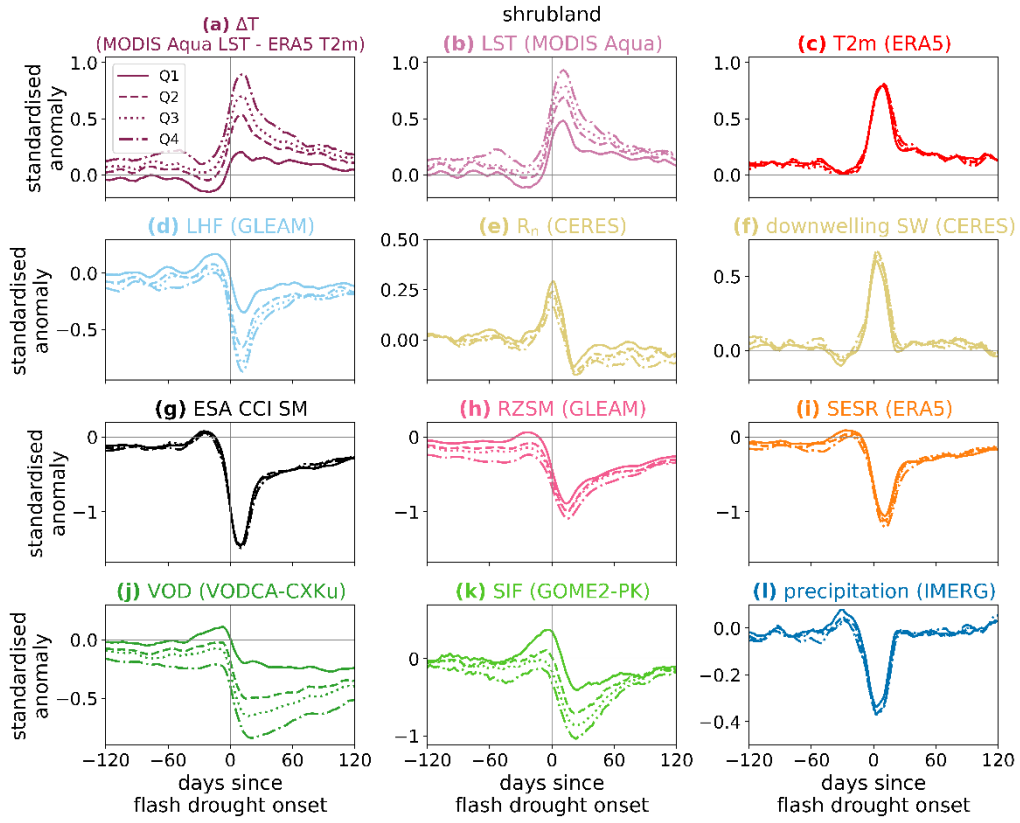 shrubland
(a) ΔT
(MODIS Aqua LST - ERA5 T2m)
(b) LST (MODIS Aqua)
(c) T2m (ERA5)
standardised
anomaly
1.0
0.5
0.0
Q1
Q2
Q3
Q4
1.0
0.5
0.0
1.0
0.5
0.0
(d) LHF (GLEAM)
(e) Rₙ (CERES)
(f) downwelling SW (CERES)
standardised
anomaly
0.0
−0.5
0.50
0.25
0.00
0.5
0.0
(g) ESA CCI SM
(h) RZSM (GLEAM)
(i) SESR (ERA5)
standardised
anomaly
0
−1
0
−1
0
−1
(j) VOD (VODCA-CXKu)
(k) SIF (GOME2-PK)
(l) precipitation (IMERG)
standardised
anomaly
0.0
−0.5
0
−1
0.0
−0.2
−0.4
−120 −60 0 60 120
−120 −60 0 60 120
−120 −60 0 60 120
days since
flash drought onset
days since
flash drought onset
days since
flash drought onset